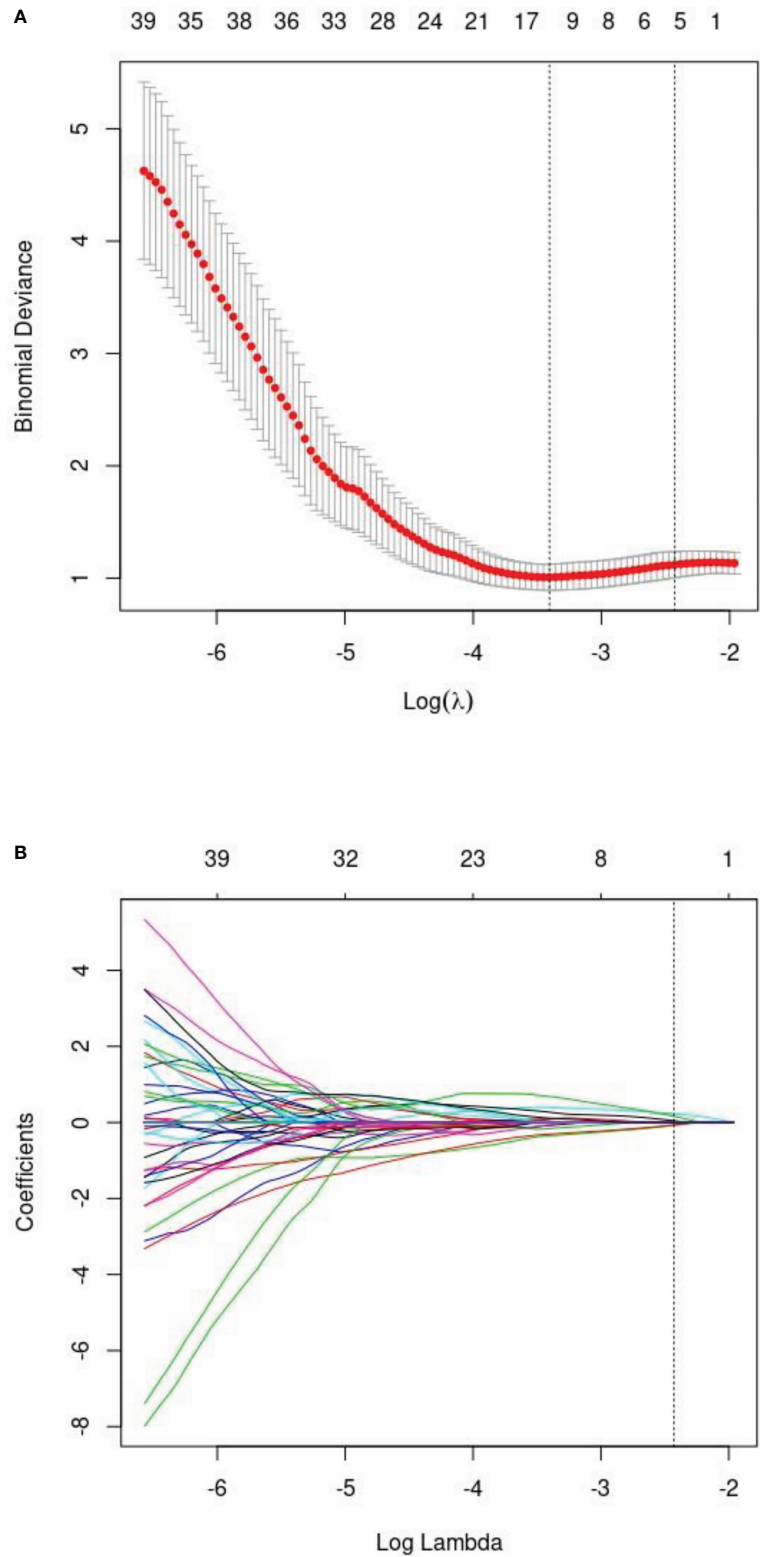 A
39 35 38 36 33 28 24 21 17 9 8 6 5 1
5
4
3
2
1
Binomial Deviance
-6 -5 -4 -3 -2
Log(λ)
B
39 32 23 8 1
4
2
0
-2
-4
-6
-8
Coefficients
-6 -5 -4 -3 -2
Log Lambda